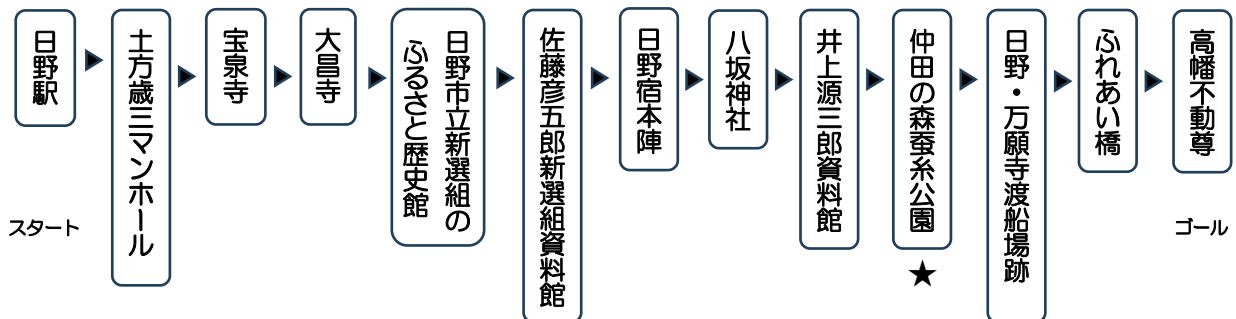 日野駅
スタート
土方歳三マンホール
宝泉寺
大昌寺
日野市立新選組の
ふるさと歴史館
佐藤彦五郎新選組資料館
日野宿本陣
八坂神社
井上源三郎資料館
仲田の森蚕糸公園
★
日野・万願寺渡船場跡
ふれあい橋
高幡不動尊
ゴール